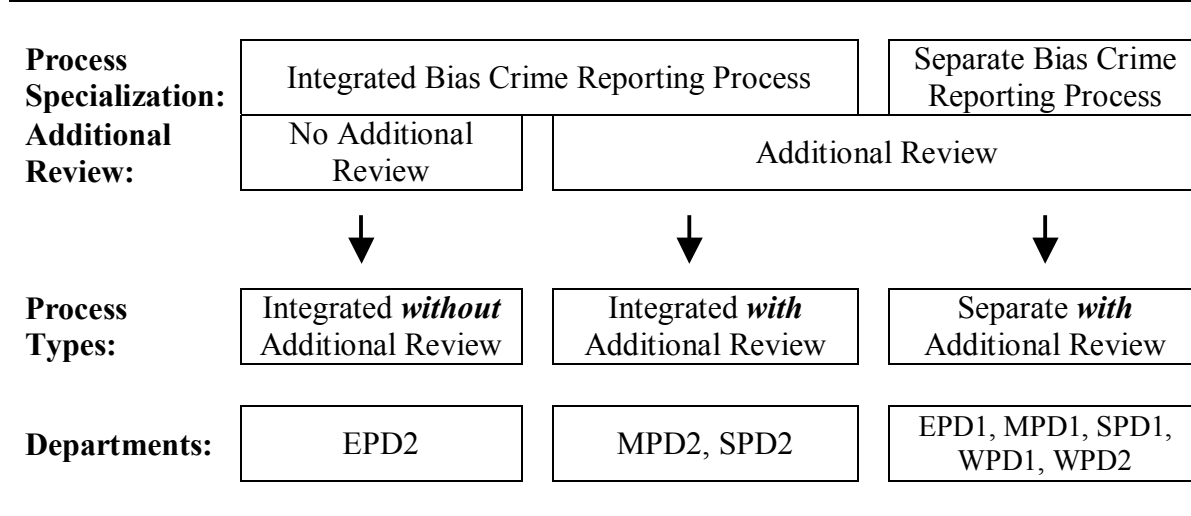 Process
Specialization:
Integrated Bias Crime Reporting Process
Separate Bias Crime
Reporting Process
Additional
Review:
No Additional
Review
Additional Review
Process
Types:
Integrated without
Additional Review
Integrated with
Additional Review
Separate with
Additional Review
Departments:
EPD2
MPD2, SPD2
EPD1, MPD1, SPD1,
WPD1, WPD2